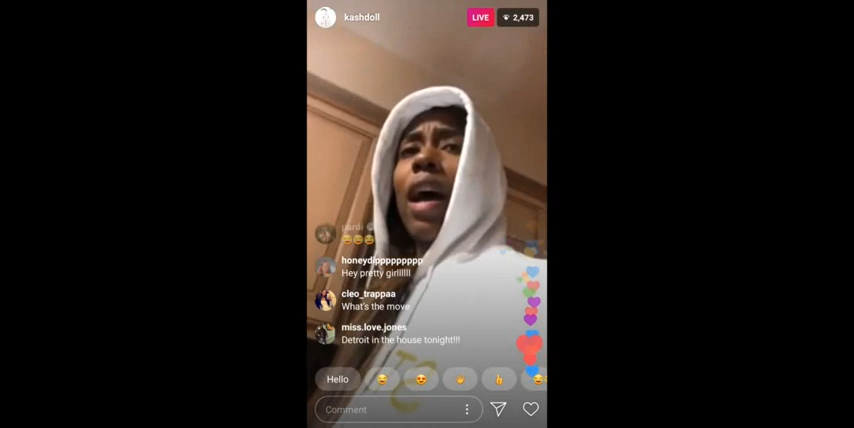 kashdoll
LIVE
2,473
pardi
honeydipppppppppp
Hey pretty girllllll
cleo_trappaa
What's the move
miss.love.jones
Detroit in the house tonight!!!
Hello
Comment